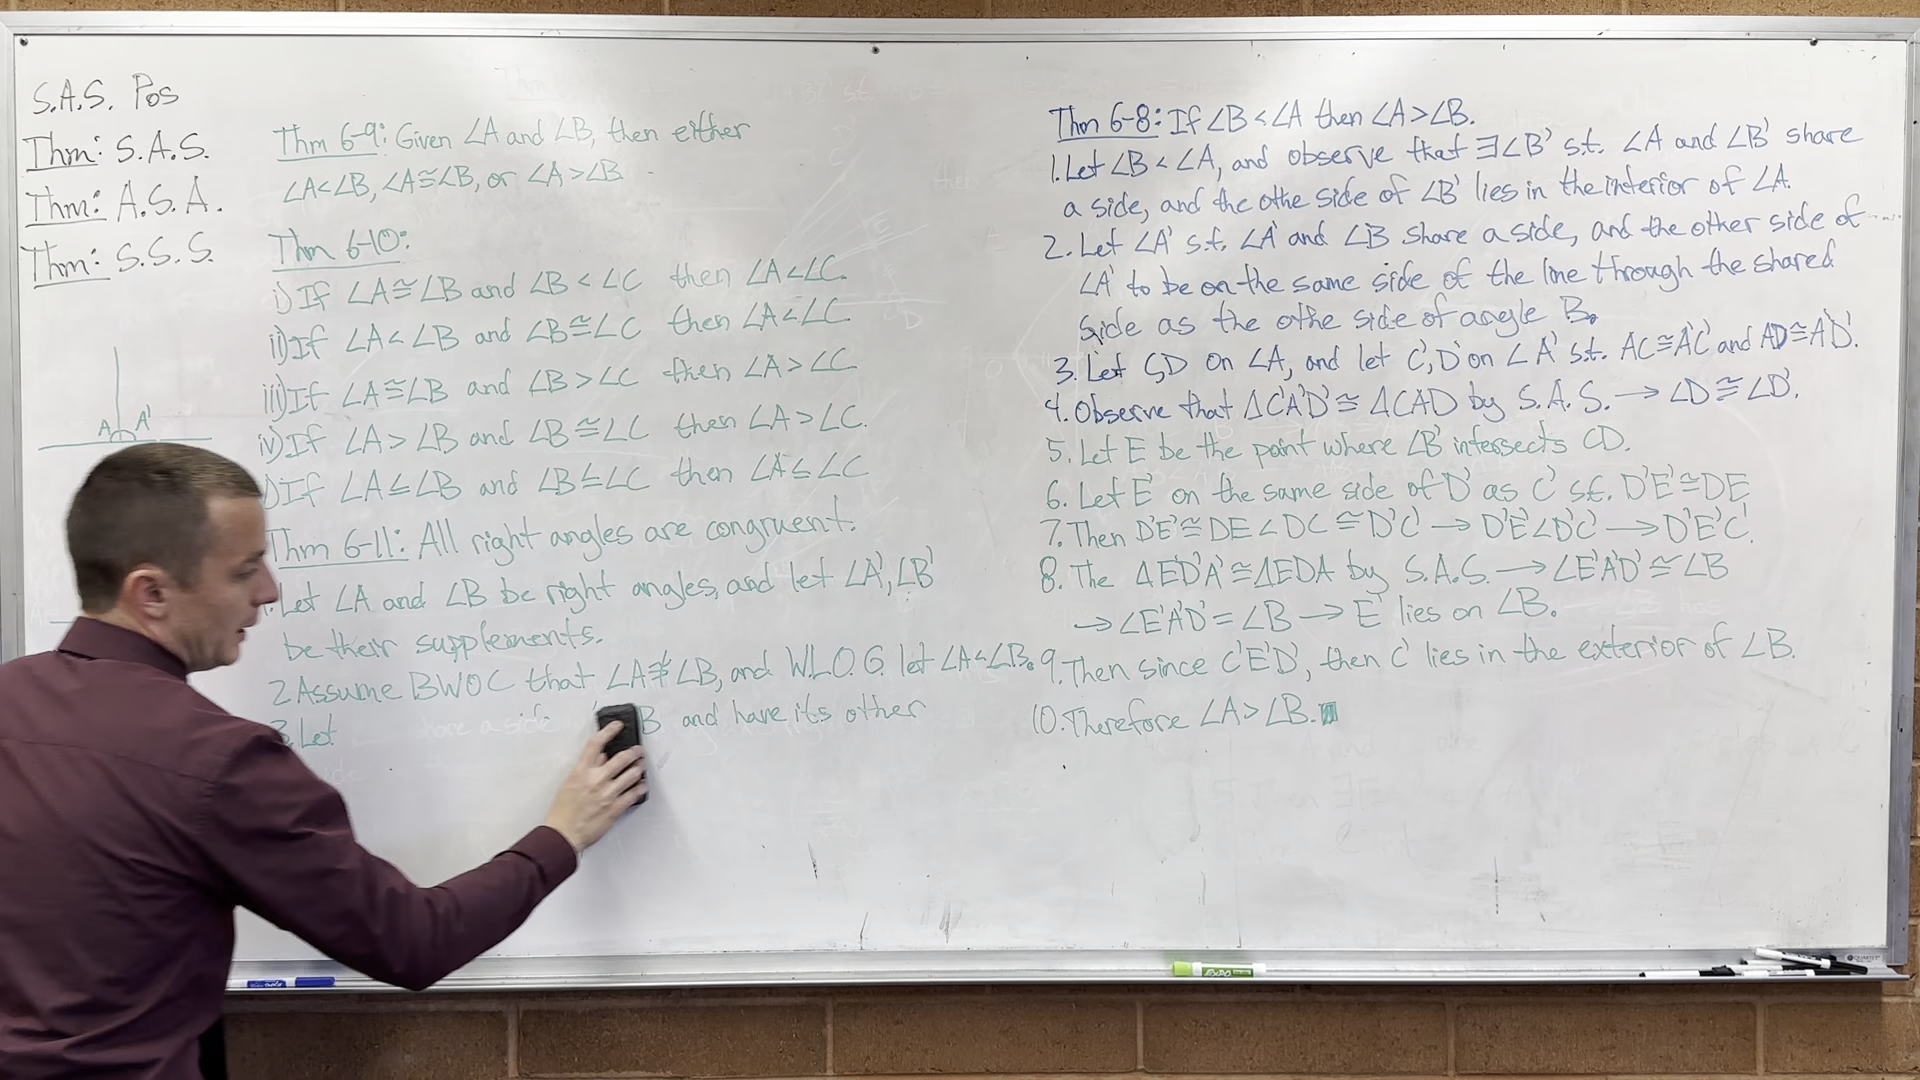 S.A.S. Pos
Thm: S.A.S.
Thm: A.S.A.
Thm: S.S.S.
A A'
Thm 6-9: Given ∠A and ∠B, then either
∠A<∠B, ∠A≅∠B, or ∠A>∠B
Thm 6-10:
i) If ∠A≅∠B and ∠B<∠C then ∠A<∠C.
ii) If ∠A<∠B and ∠B≅∠C then ∠A<∠C.
iii) If ∠A≅∠B and ∠B>∠C then ∠A>∠C.
iv) If ∠A>∠B and ∠B≅∠C then ∠A>∠C.
) If ∠A≤∠B and ∠B≤∠C then ∠A≤∠C
Thm 6-11: All right angles are congruent.
1. Let ∠A and ∠B be right angles, and let ∠A', ∠B'
be their supplements.
2. Assume BWOC that ∠A≇∠B, and W.L.O.G. let ∠A<∠B.
3. Let B and have its other
Thm 6-8: If ∠B<∠A then ∠A>∠B.
1. Let ∠B<∠A, and observe that ∃∠B' s.t. ∠A and ∠B' share
a side, and the othe side of ∠B' lies in the interior of ∠A.
2. Let ∠A' s.t. ∠A' and ∠B share a side, and the other side of
∠A' to be on the same side of the line through the shared
side as the othe side of angle B.
3. Let C,D on ∠A, and let C',D' on ∠A' s.t. AC≅A'C' and AD≅A'D'.
4. Observe that ΔC'A'D'≅ΔCAD by S.A.S. → ∠D≅∠D'.
5. Let E be the point where ∠B' intersects CD.
6. Let E' on the same side of D' as C' s.t. D'E'≅DE
7. Then D'E'≅DE<DC≅D'C' → D'E'<D'C' → D'E'C'.
8. The ΔE'D'A'≅ΔEDA by S.A.S. → ∠E'A'D'≅∠B
→ ∠E'A'D'=∠B → E' lies on ∠B.
9. Then since C'E'D', then C' lies in the exterior of ∠B.
10. Therefore ∠A>∠B.